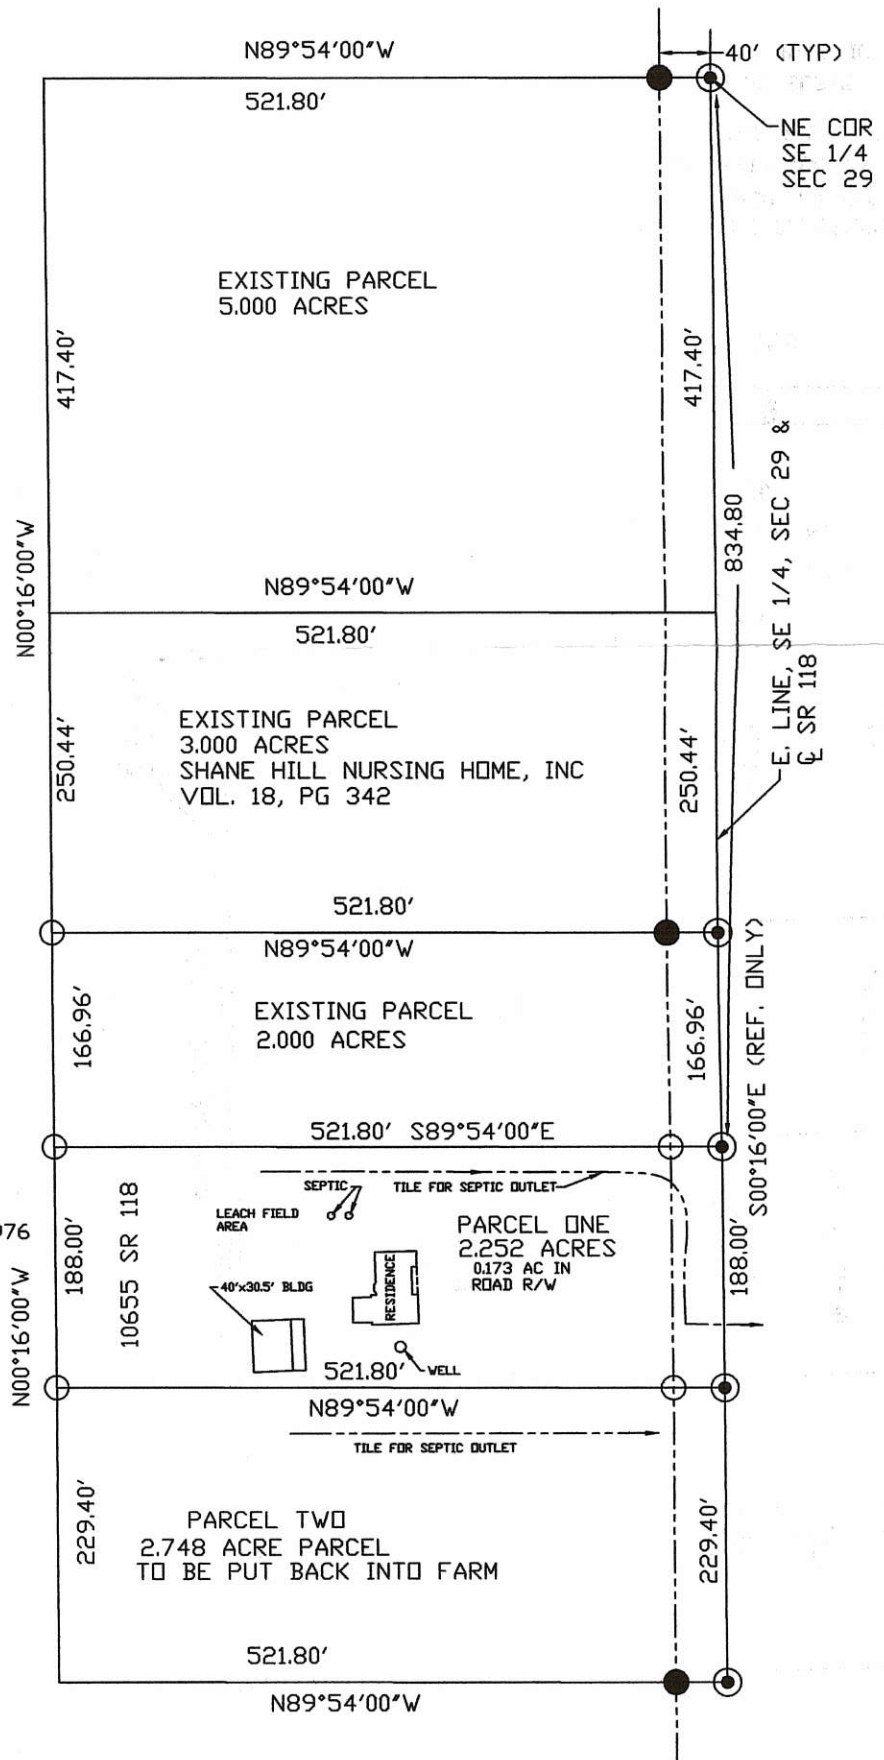 N89°54'00"W
40' (TYP)
521.80'
NE COR
SE 1/4
SEC 29
EXISTING PARCEL
5.000 ACRES
417.40'
417.40'
N00°16'00"W
834.80
E. LINE, SE 1/4, SEC 29 &
℄ SR 118
N89°54'00"W
521.80'
EXISTING PARCEL
3.000 ACRES
SHANE HILL NURSING HOME, INC
VOL. 18, PG 342
250.44'
250.44'
521.80'
N89°54'00"W
S00°16'00"E (REF. ONLY)
EXISTING PARCEL
2.000 ACRES
166.96'
166.96'
521.80' S89°54'00"E
SEPTIC
TILE FOR SEPTIC OUTLET
LEACH FIELD
AREA
PARCEL ONE
2.252 ACRES
0.173 AC IN
ROAD R/W
976
188.00'
10655 SR 118
188.00'
40'x30.5' BLDG
RESIDENCE
WELL
N00°16'00"W
521.80'
N89°54'00"W
TILE FOR SEPTIC OUTLET
229.40'
229.40'
PARCEL TWO
2.748 ACRE PARCEL
TO BE PUT BACK INTO FARM
521.80'
N89°54'00"W